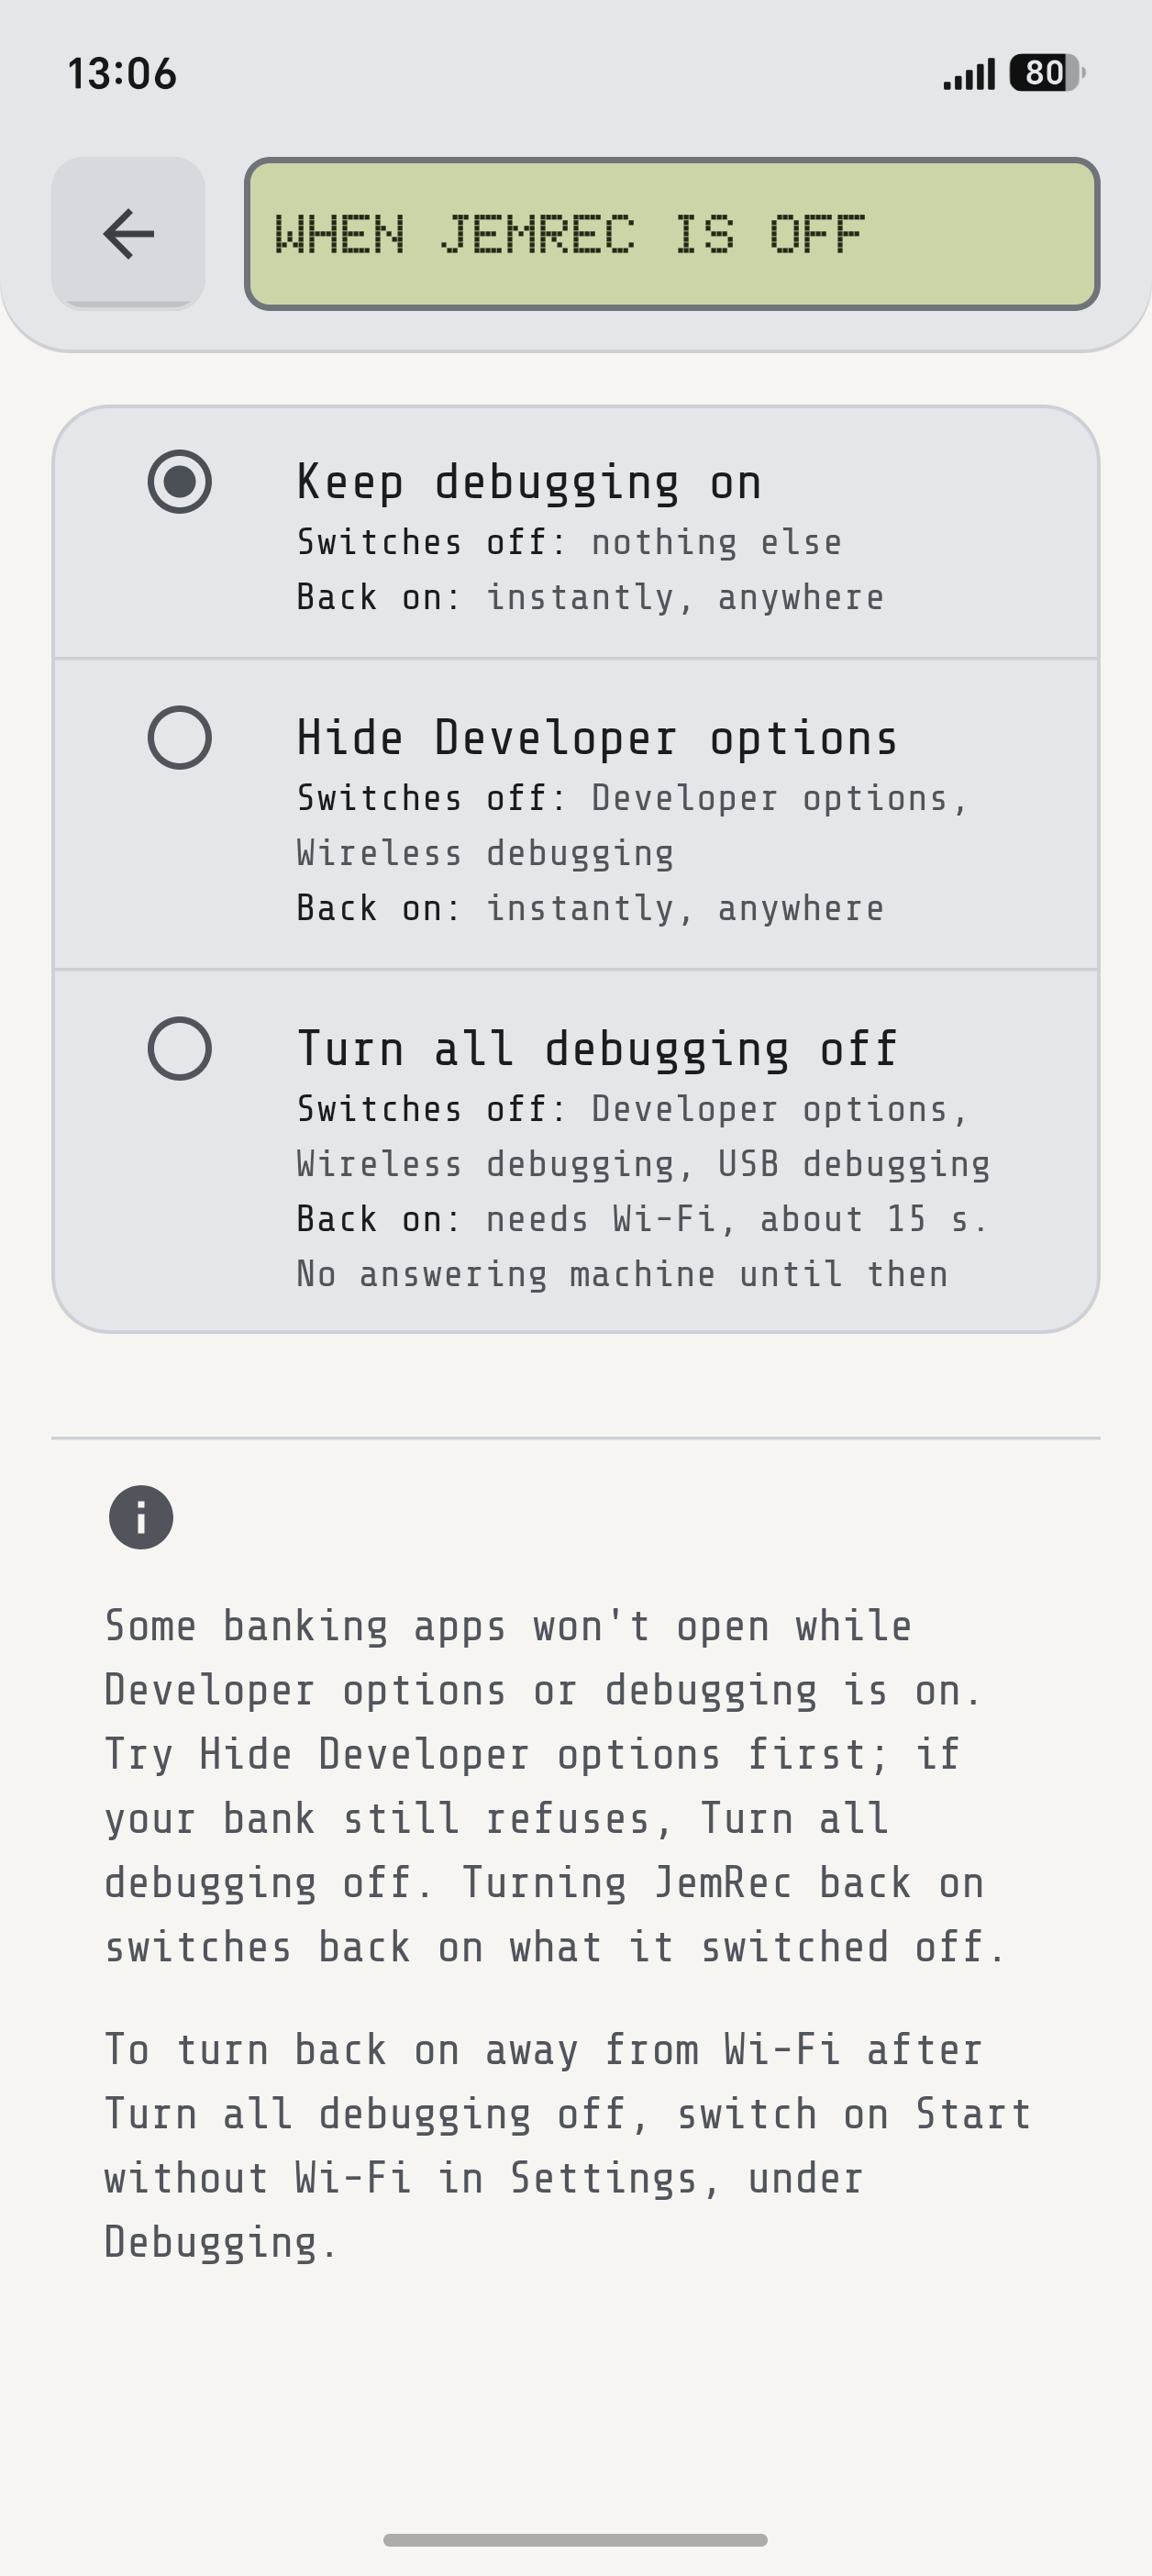 13:06
80
WHEN JEMREC IS OFF
Keep debugging on
Switches off: nothing else
Back on: instantly, anywhere
Hide Developer options
Switches off: Developer options,
Wireless debugging
Back on: instantly, anywhere
Turn all debugging off
Switches off: Developer options,
Wireless debugging, USB debugging
Back on: needs Wi-Fi, about 15 s.
No answering machine until then
Some banking apps won't open while
Developer options or debugging is on.
Try Hide Developer options first; if
your bank still refuses, Turn all
debugging off. Turning JemRec back on
switches back on what it switched off.
To turn back on away from Wi-Fi after
Turn all debugging off, switch on Start
without Wi-Fi in Settings, under
Debugging.